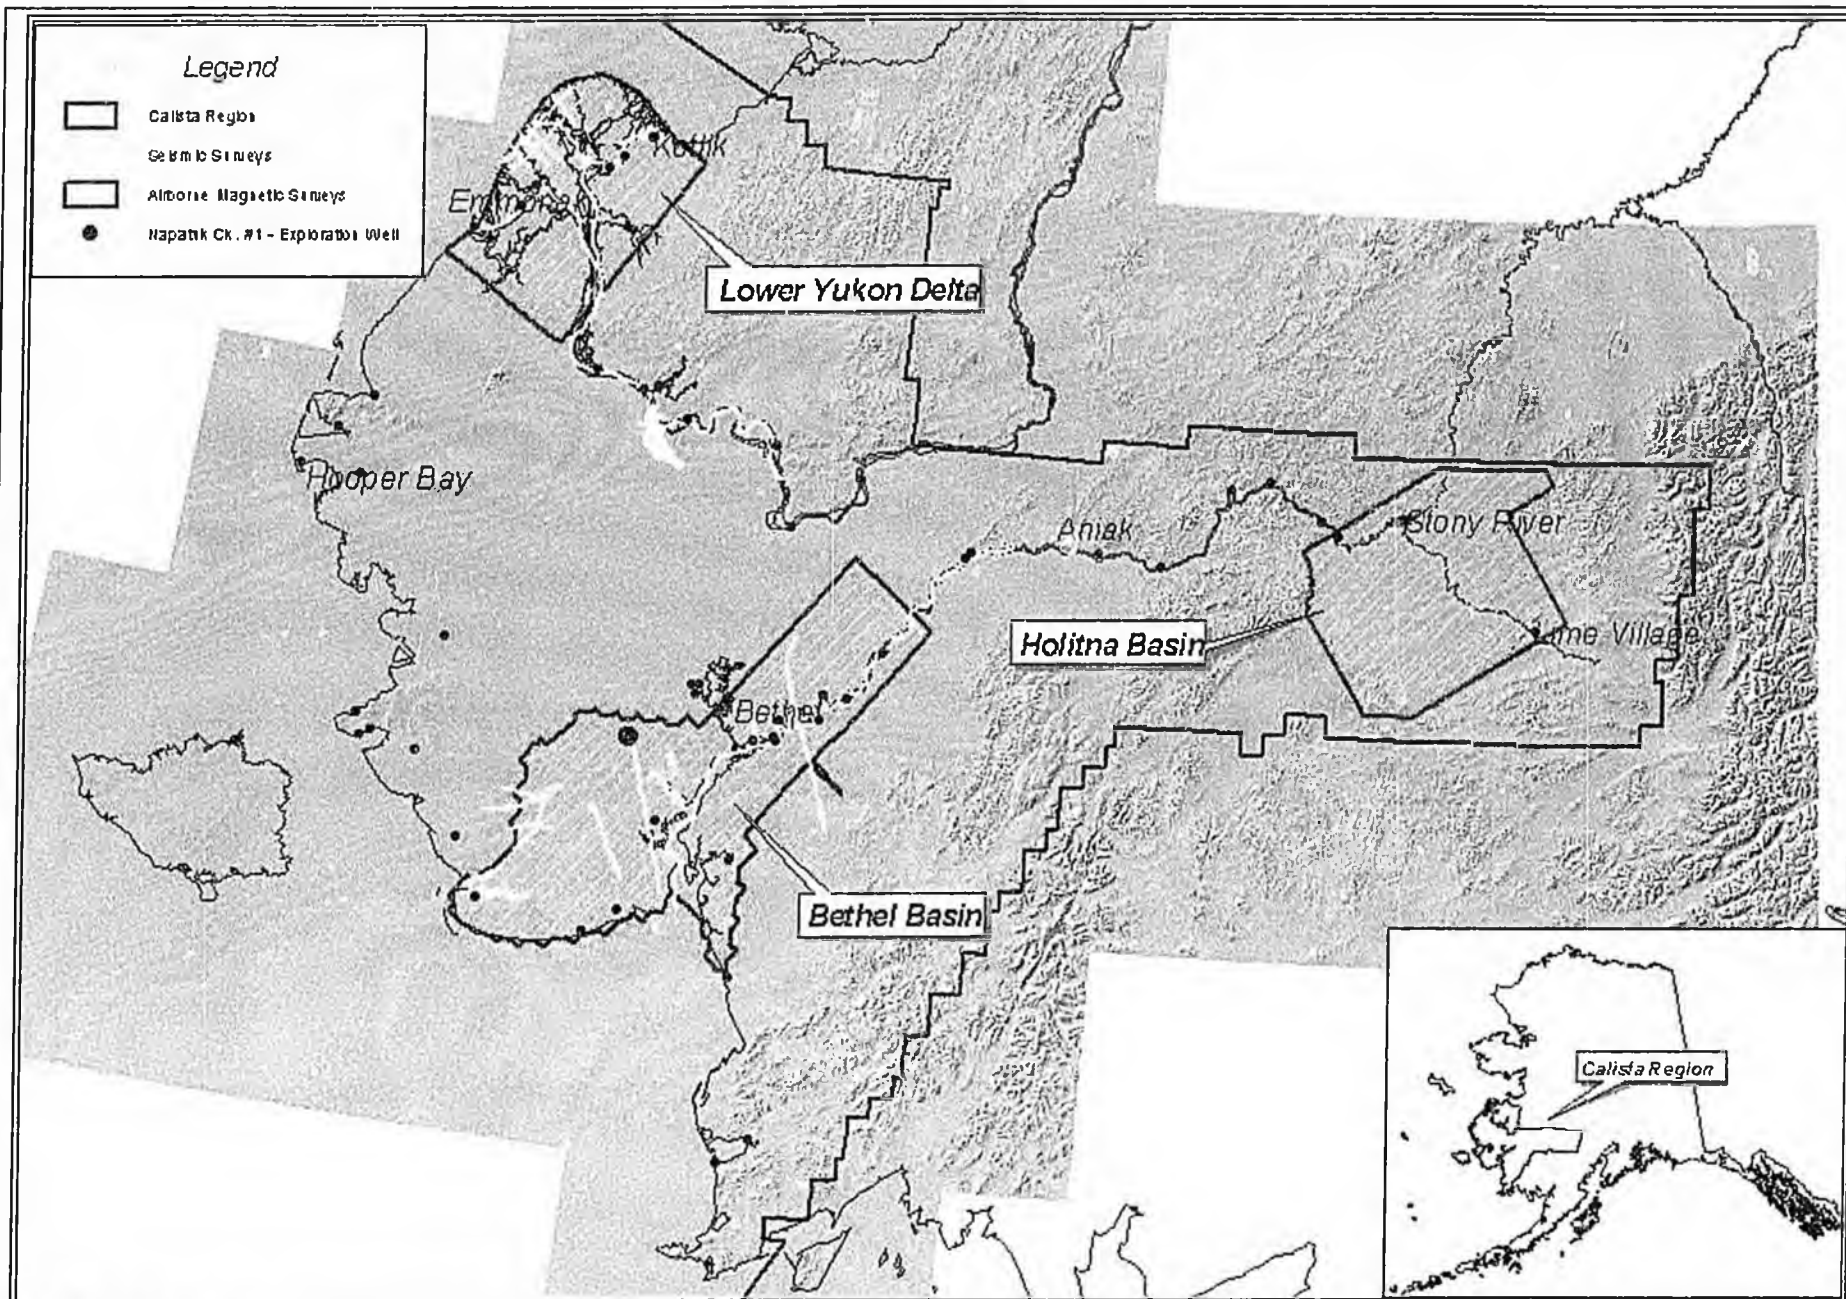 Legend
Calista Region
Seismic Surveys
Airborne Magnetic Surveys
Napatuk Ck. #1 - Exploration Well
Kotlik
Emmonak
Lower Yukon Delta
Hooper Bay
Aniak
Stony River
Holitna Basin
Lime Village
Bethel
Bethel Basin
Calista Region